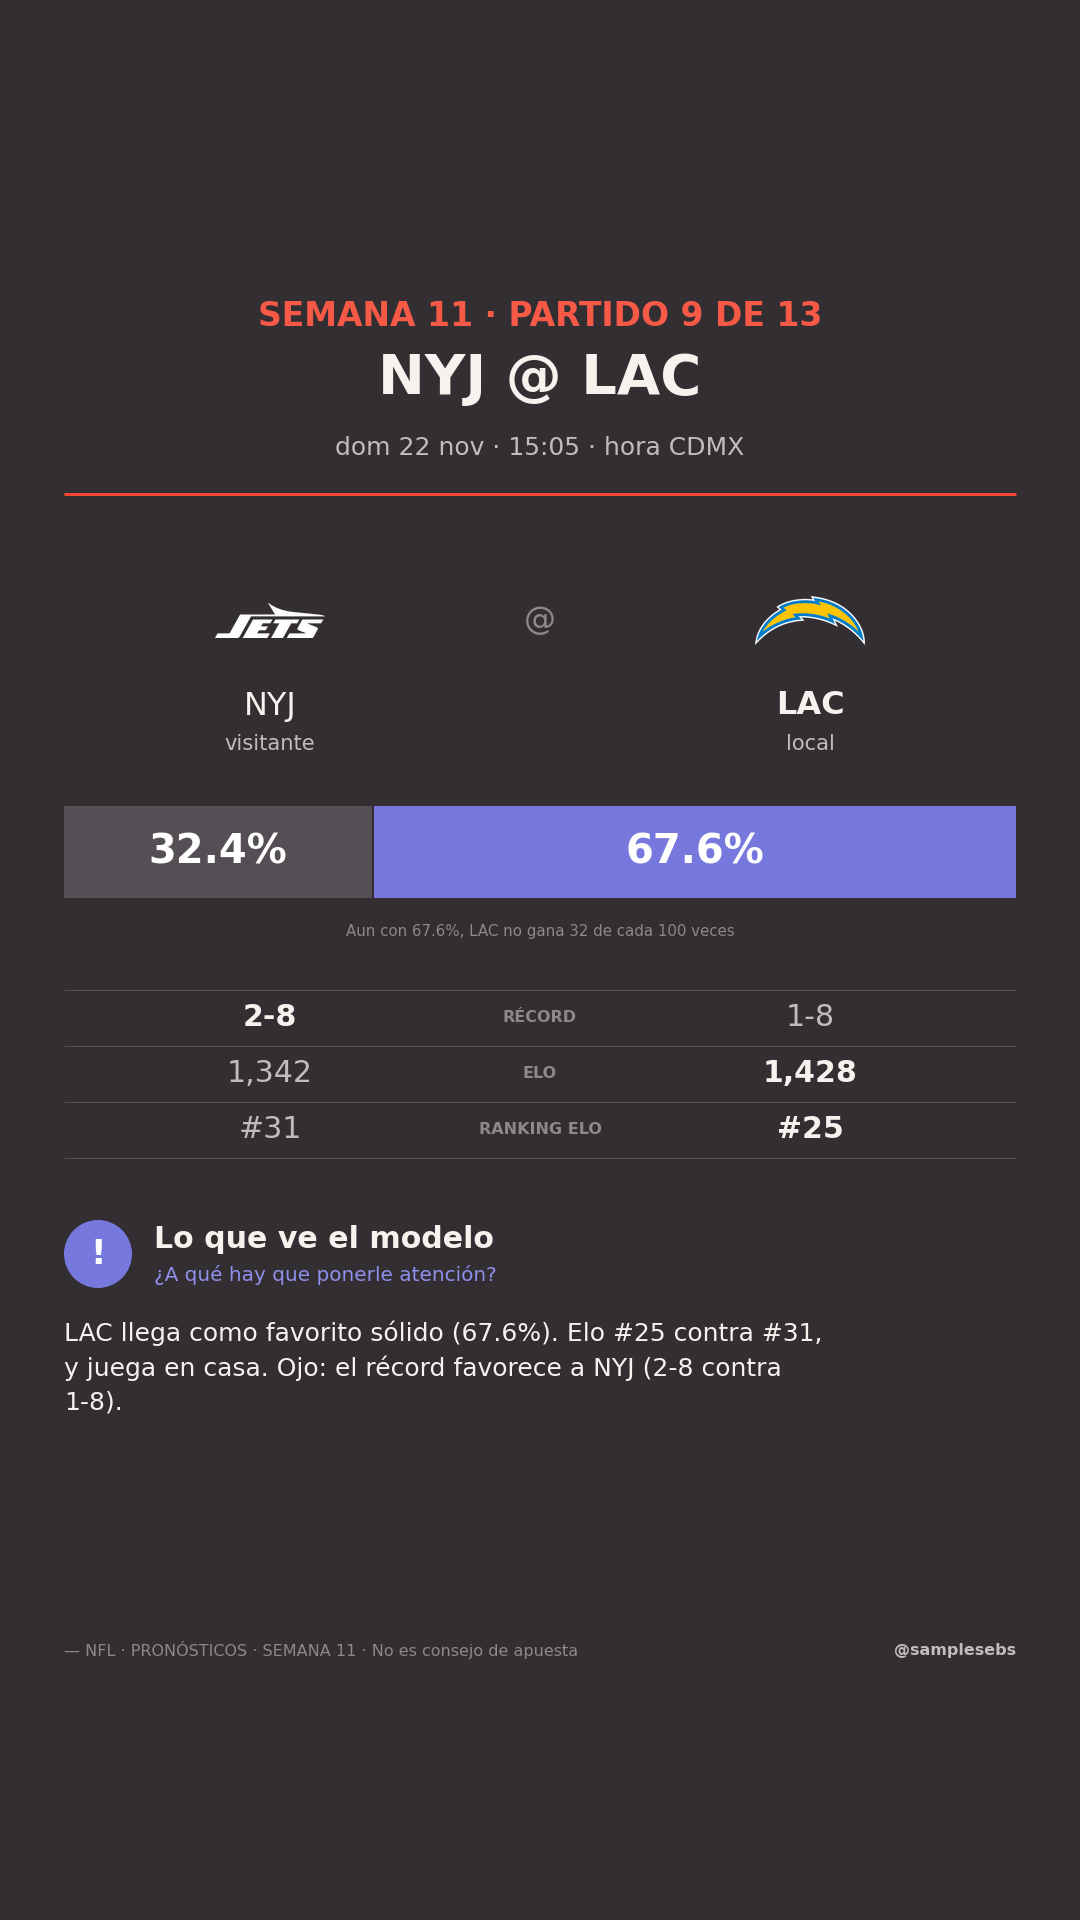 SEMANA 11 · PARTIDO 9 DE 13
NYJ @ LAC
dom 22 nov · 15:05 · hora CDMX
JETS
@
NYJ
LAC
visitante
local
32.4%
67.6%
Aun con 67.6%, LAC no gana 32 de cada 100 veces
2-8 RÉCORD 1-8
1,342 ELO 1,428
#31 RANKING ELO #25
!
Lo que ve el modelo
¿A qué hay que ponerle atención?
LAC llega como favorito sólido (67.6%). Elo #25 contra #31,
y juega en casa. Ojo: el récord favorece a NYJ (2-8 contra
1-8).
— NFL · PRONÓSTICOS · SEMANA 11 · No es consejo de apuesta
@samplesebs